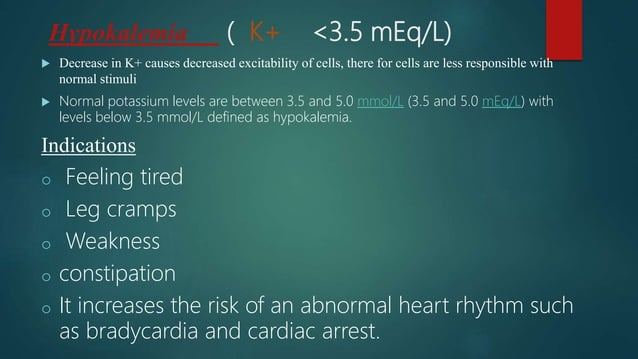 Hypokalemia ( K+ <3.5 mEq/L)
Decrease in K+ causes decreased excitability of cells, there for cells are less responsible with
normal stimuli
Normal potassium levels are between 3.5 and 5.0 mmol/L (3.5 and 5.0 mEq/L) with
levels below 3.5 mmol/L defined as hypokalemia.
Indications
o Feeling tired
o Leg cramps
o Weakness
o constipation
o It increases the risk of an abnormal heart rhythm such
as bradycardia and cardiac arrest.